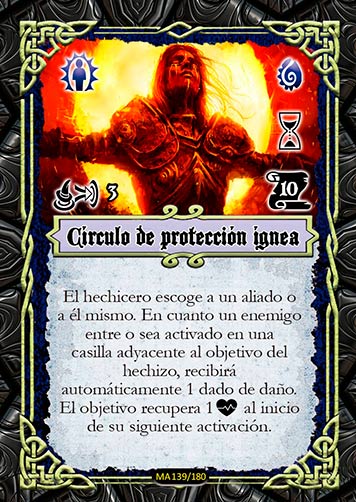 3
10
Círculo de protección ignea
El hechicero escoge a un aliado o
a él mismo. En cuanto un enemigo
entre o sea activado en una
casilla adyacente al objetivo del
hechizo, recibirá
automáticamente 1 dado de daño.
El objetivo recupera 1 al inicio
de su siguiente activación.
MA139/180